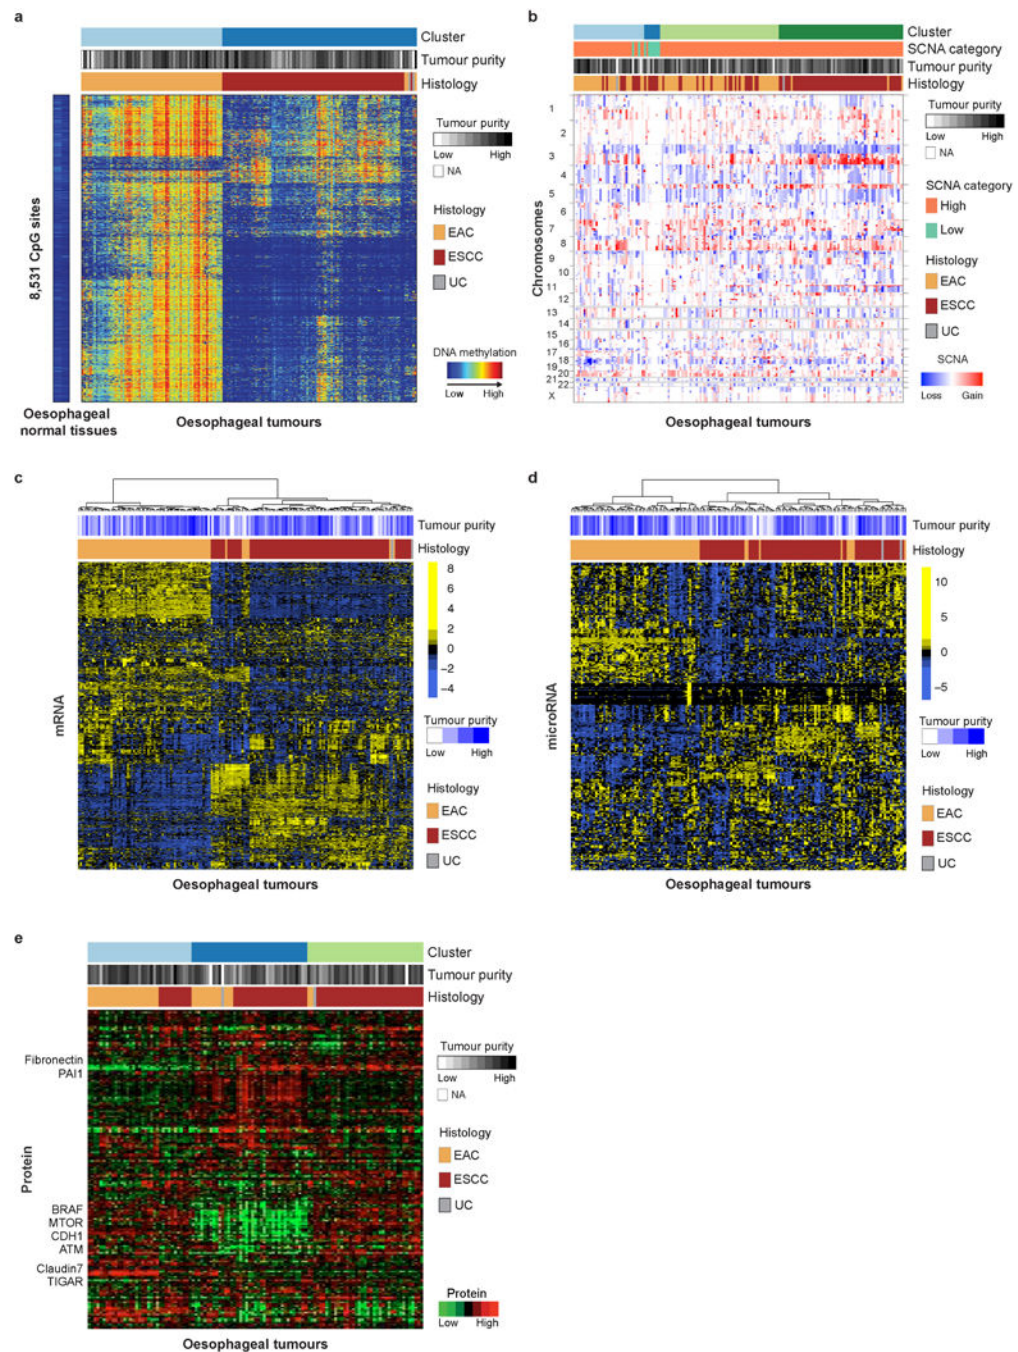 a
Cluster
Tumour purity
Histology
8,531 CpG sites
Tumour purity
Low High
NA
Histology
EAC
ESCC
UC
DNA methylation
Low High
Oesophageal
normal tissues
Oesophageal tumours
b
Cluster
SCNA category
Tumour purity
Histology
Chromosomes
1
2
3
4
5
6
7
8
9
10
11
12
13
14
15
16
17
18
19
20
21
22
X
Tumour purity
Low High
NA
SCNA category
High
Low
Histology
EAC
ESCC
UC
SCNA
Loss Gain
Oesophageal tumours
c
Tumour purity
Histology
mRNA
8
6
4
2
0
−2
−4
Tumour purity
Low High
Histology
EAC
ESCC
UC
Oesophageal tumours
d
Tumour purity
Histology
microRNA
10
5
0
−5
Tumour purity
Low High
Histology
EAC
ESCC
UC
Oesophageal tumours
e
Cluster
Tumour purity
Histology
Protein
Fibronectin
PAI1
BRAF
MTOR
CDH1
ATM
Claudin7
TIGAR
Tumour purity
Low High
NA
Histology
EAC
ESCC
UC
Protein
Low High
Oesophageal tumours